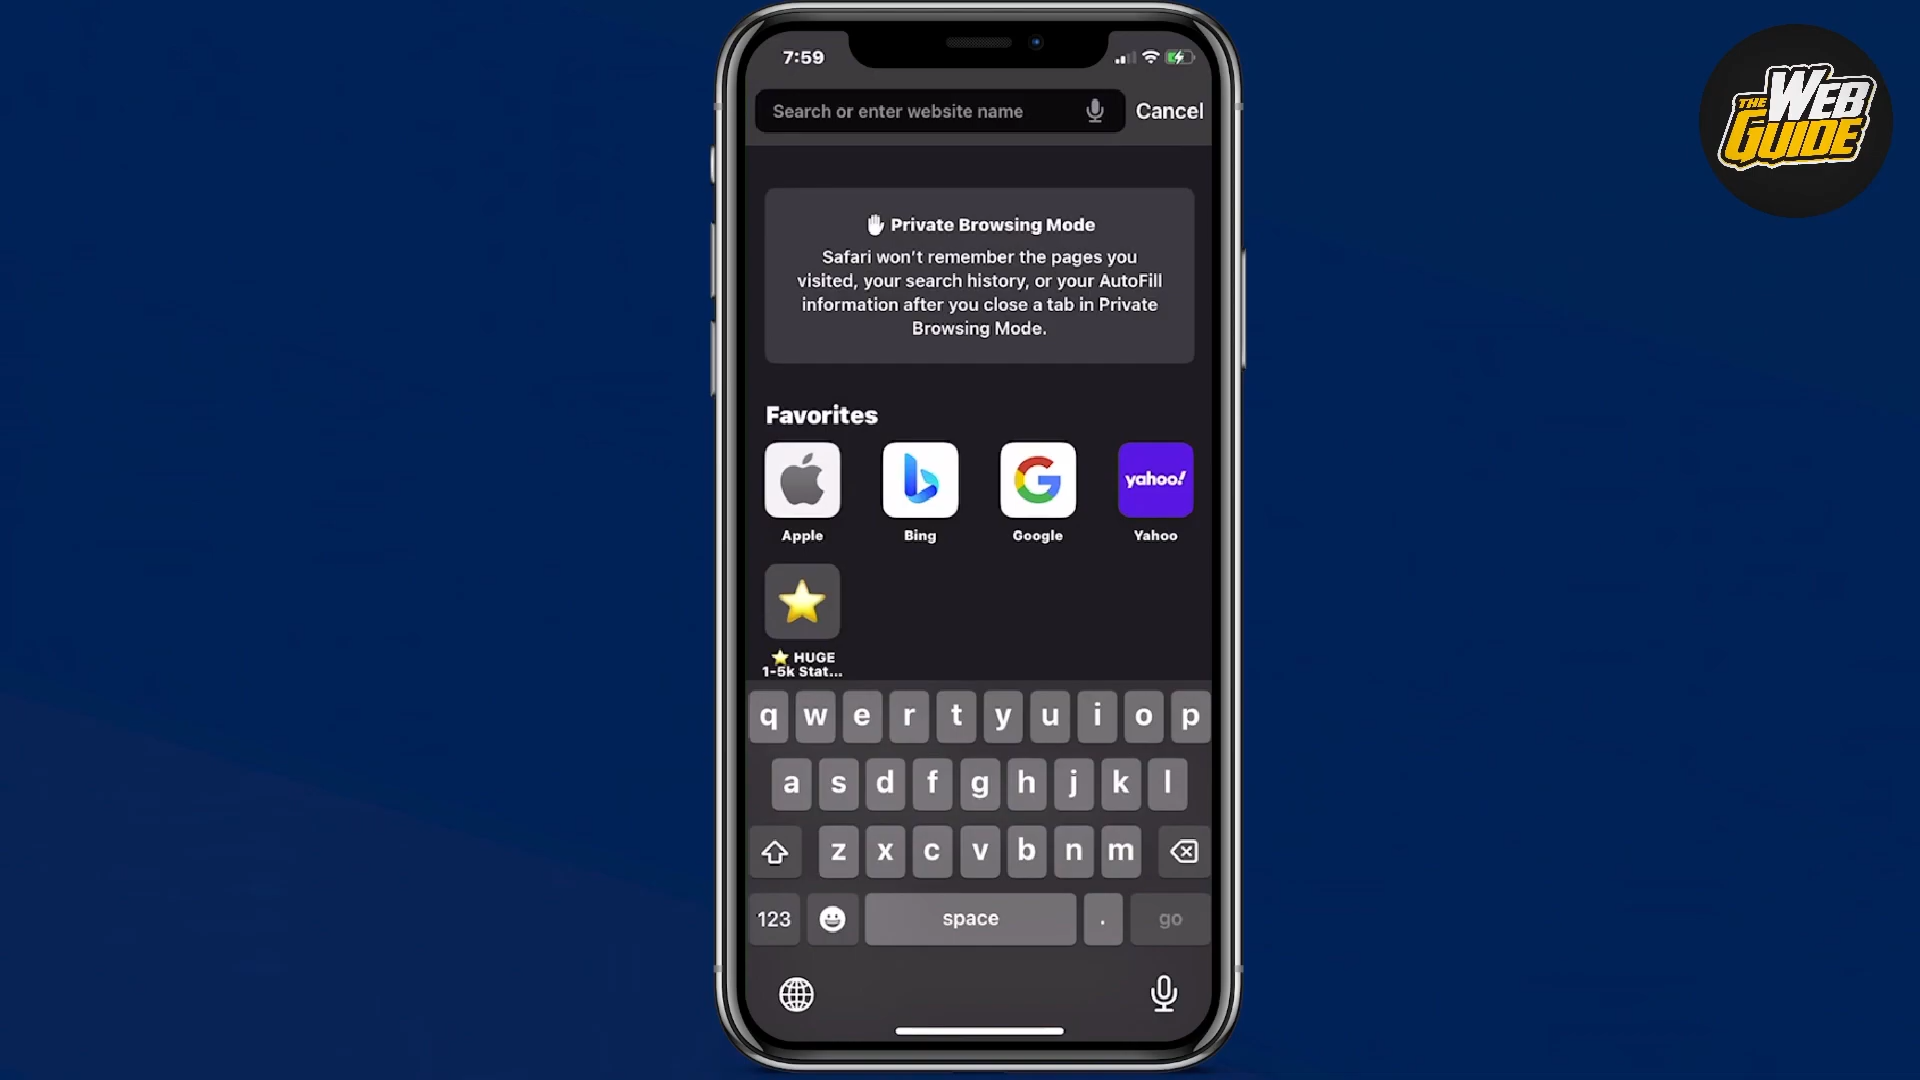 7:59
THE WEB
GUIDE
Search or enter website name
Cancel
Private Browsing Mode
Safari won't remember the pages you
visited, your search history, or your AutoFill
information after you close a tab in Private
Browsing Mode.
Favorites
yahoo!
Apple Bing Google Yahoo
⭐ HUGE
1-5k Stat...
q w e r t y u i o p
a s d f g h j k l
z x c v b n m
123 space . go